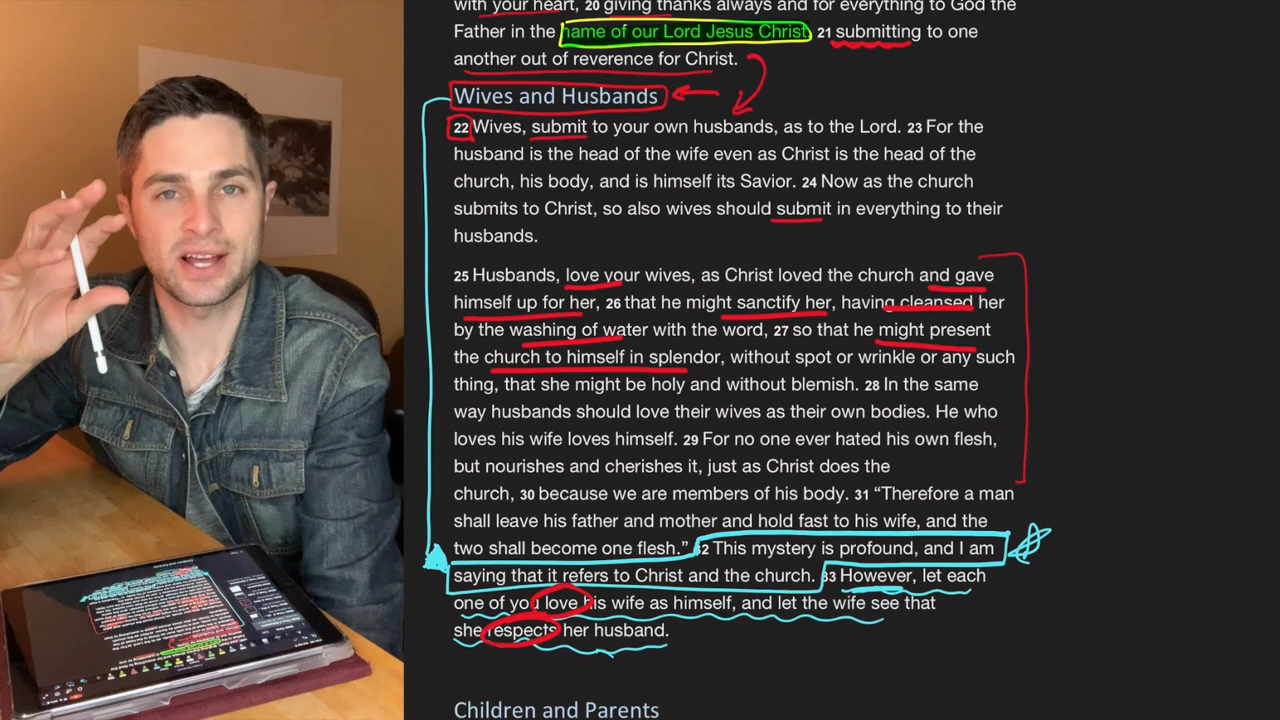 with your heart, 20 giving thanks always and for everything to God the
Father in the name of our Lord Jesus Christ, 21 submitting to one
another out of reverence for Christ.
Wives and Husbands
22 Wives, submit to your own husbands, as to the Lord. 23 For the
husband is the head of the wife even as Christ is the head of the
church, his body, and is himself its Savior. 24 Now as the church
submits to Christ, so also wives should submit in everything to their
husbands.
25 Husbands, love your wives, as Christ loved the church and gave
himself up for her, 26 that he might sanctify her, having cleansed her
by the washing of water with the word, 27 so that he might present
the church to himself in splendor, without spot or wrinkle or any such
thing, that she might be holy and without blemish. 28 In the same
way husbands should love their wives as their own bodies. He who
loves his wife loves himself. 29 For no one ever hated his own flesh,
but nourishes and cherishes it, just as Christ does the
church, 30 because we are members of his body. 31 “Therefore a man
shall leave his father and mother and hold fast to his wife, and the
two shall become one flesh.” 32 This mystery is profound, and I am
saying that it refers to Christ and the church. 33 However, let each
one of you love his wife as himself, and let the wife see that
she respects her husband.
Children and Parents